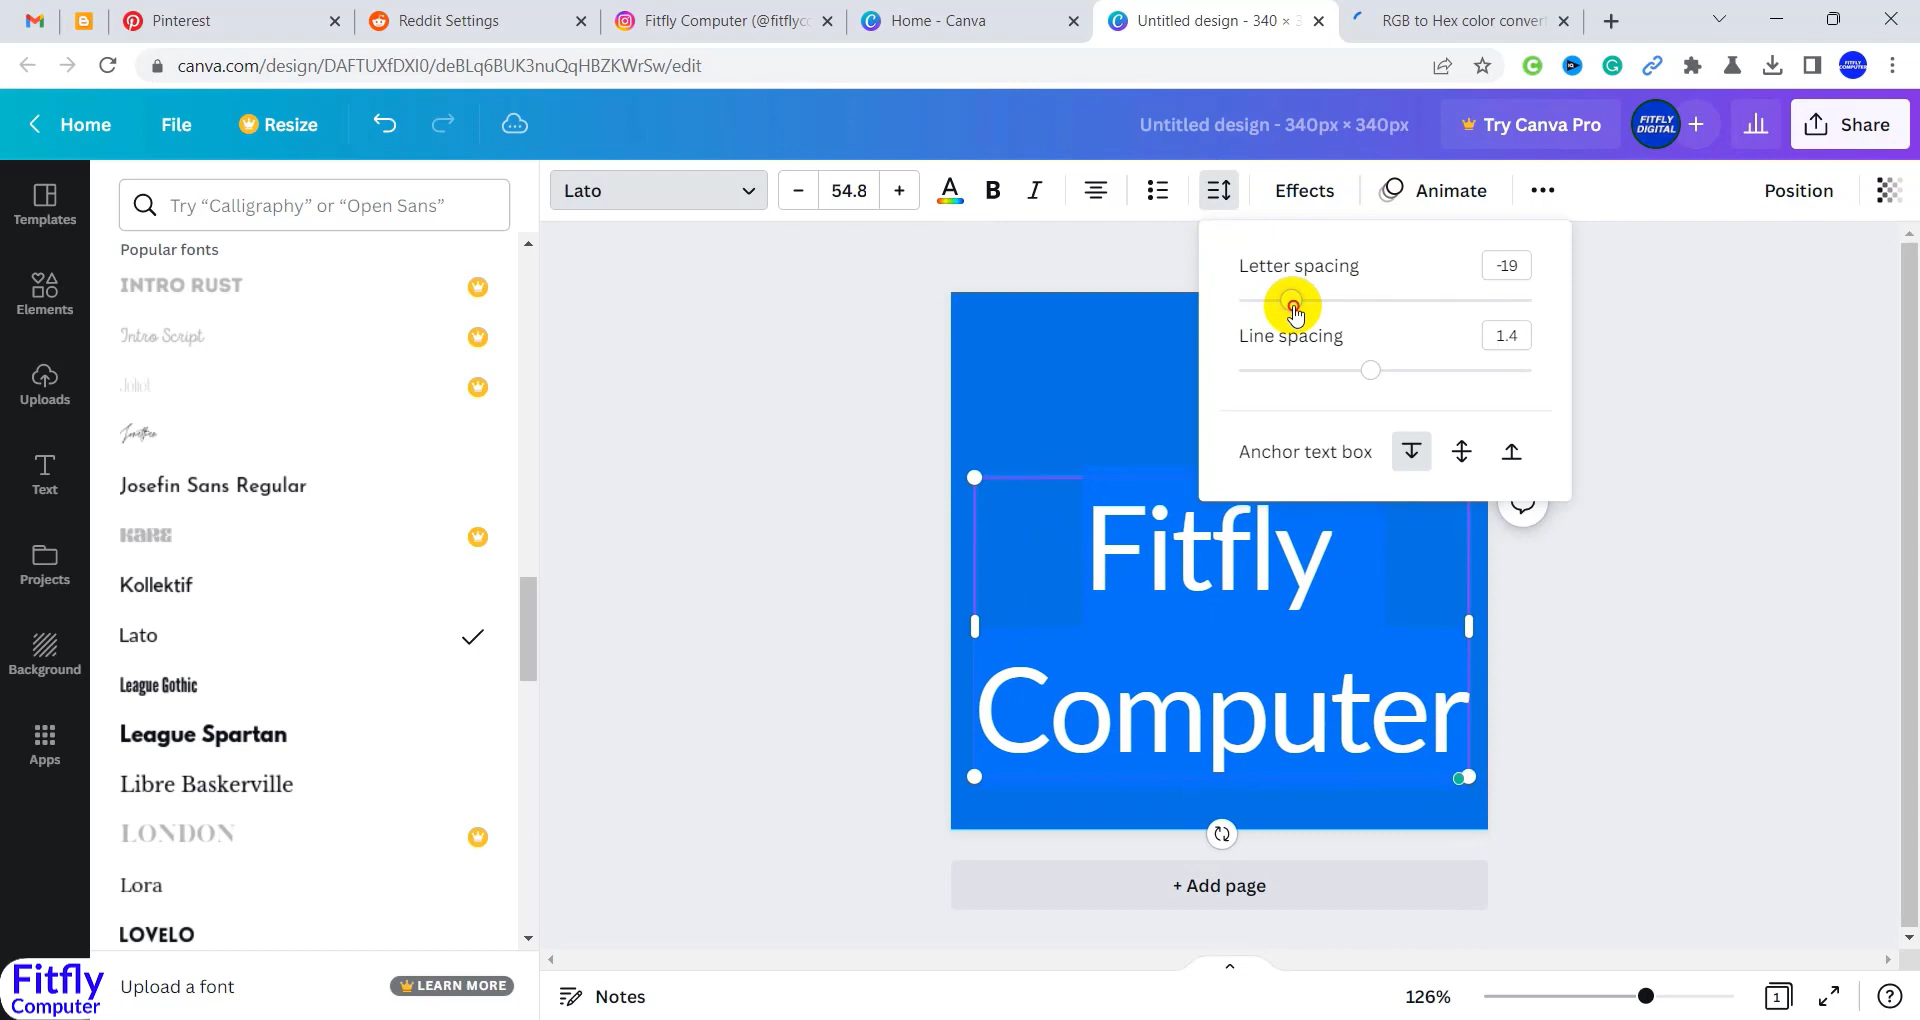 Pinterest
Reddit Settings
Fitfly Computer (@fitflycc
Home - Canva
Untitled design - 340 × 3
RGB to Hex color convert
canva.com/design/DAFTUXfDXI0/deBLq6BUK3nuQqHBZKWrSw/edit
Home
File
Resize
Untitled design - 340px × 340px
Try Canva Pro
FITFLY
DIGITAL
Share
Templates
Elements
Uploads
Text
Projects
Background
Apps
Try “Calligraphy” or “Open Sans”
Popular fonts
INTRO RUST
Intro Script
Joliet
Jonathan
Josefin Sans Regular
KARE
Kollektif
Lato
League Gothic
League Spartan
Libre Baskerville
LONDON
Lora
LOVELO
Upload a font
LEARN MORE
Lato
54.8
Effects
Animate
Position
Letter spacing
-19
Line spacing
1.4
Anchor text box
Fitfly
Computer
+ Add page
Notes
126%
1
Fitfly
Computer